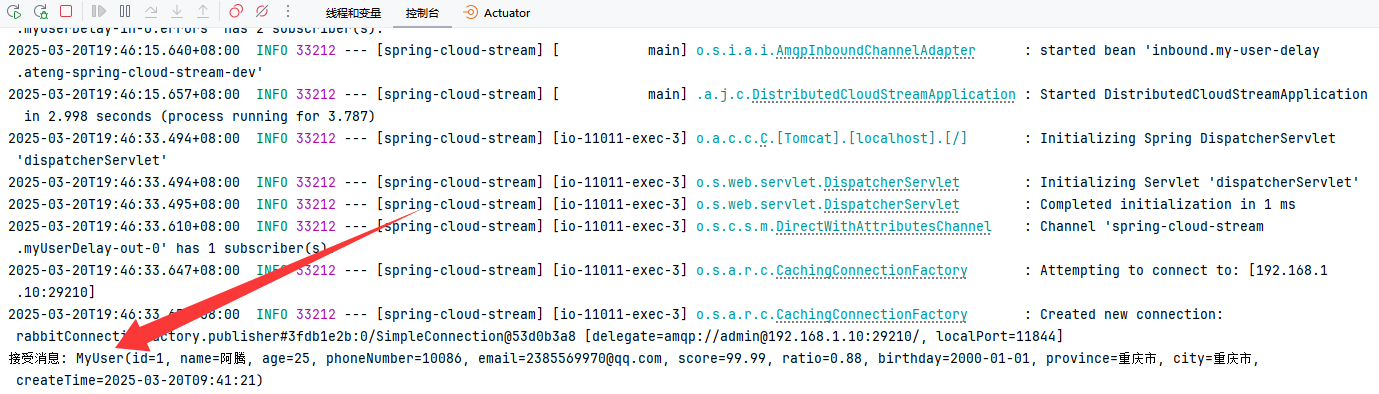 线程和变量 控制台 Actuator
.myUserDelay-in-0.errors' has 2 subscriber(s).
2025-03-20T19:46:15.640+08:00 INFO 33212 --- [spring-cloud-stream] [ main] o.s.i.a.i.AmqpInboundChannelAdapter : started bean 'inbound.my-user-delay
.ateng-spring-cloud-stream-dev'
2025-03-20T19:46:15.657+08:00 INFO 33212 --- [spring-cloud-stream] [ main] .a.j.c.DistributedCloudStreamApplication : Started DistributedCloudStreamApplication
in 2.998 seconds (process running for 3.787)
2025-03-20T19:46:33.494+08:00 INFO 33212 --- [spring-cloud-stream] [io-11011-exec-3] o.a.c.c.C.[Tomcat].[localhost].[/] : Initializing Spring DispatcherServlet
'dispatcherServlet'
2025-03-20T19:46:33.494+08:00 INFO 33212 --- [spring-cloud-stream] [io-11011-exec-3] o.s.web.servlet.DispatcherServlet : Initializing Servlet 'dispatcherServlet'
2025-03-20T19:46:33.495+08:00 INFO 33212 --- [spring-cloud-stream] [io-11011-exec-3] o.s.web.servlet.DispatcherServlet : Completed initialization in 1 ms
2025-03-20T19:46:33.610+08:00 INFO 33212 --- [spring-cloud-stream] [io-11011-exec-3] o.s.c.s.m.DirectWithAttributesChannel : Channel 'spring-cloud-stream
.myUserDelay-out-0' has 1 subscriber(s).
2025-03-20T19:46:33.647+08:00 INFO 33212 --- [spring-cloud-stream] [io-11011-exec-3] o.s.a.r.c.CachingConnectionFactory : Attempting to connect to: [192.168.1
.10:29210]
INFO 33212 --- [spring-cloud-stream] [io-11011-exec-3] o.s.a.r.c.CachingConnectionFactory : Created new connection:
rabbitConnectionFactory.publisher#3fdb1e2b:0/SimpleConnection@53d0b3a8 [delegate=amqp://admin@192.168.1.10:29210/, localPort=11844]
接受消息: MyUser(id=1, name=阿腾, age=25, phoneNumber=10086, email=2385569970@qq.com, score=99.99, ratio=0.88, birthday=2000-01-01, province=重庆市, city=重庆市,
createTime=2025-03-20T09:41:21)